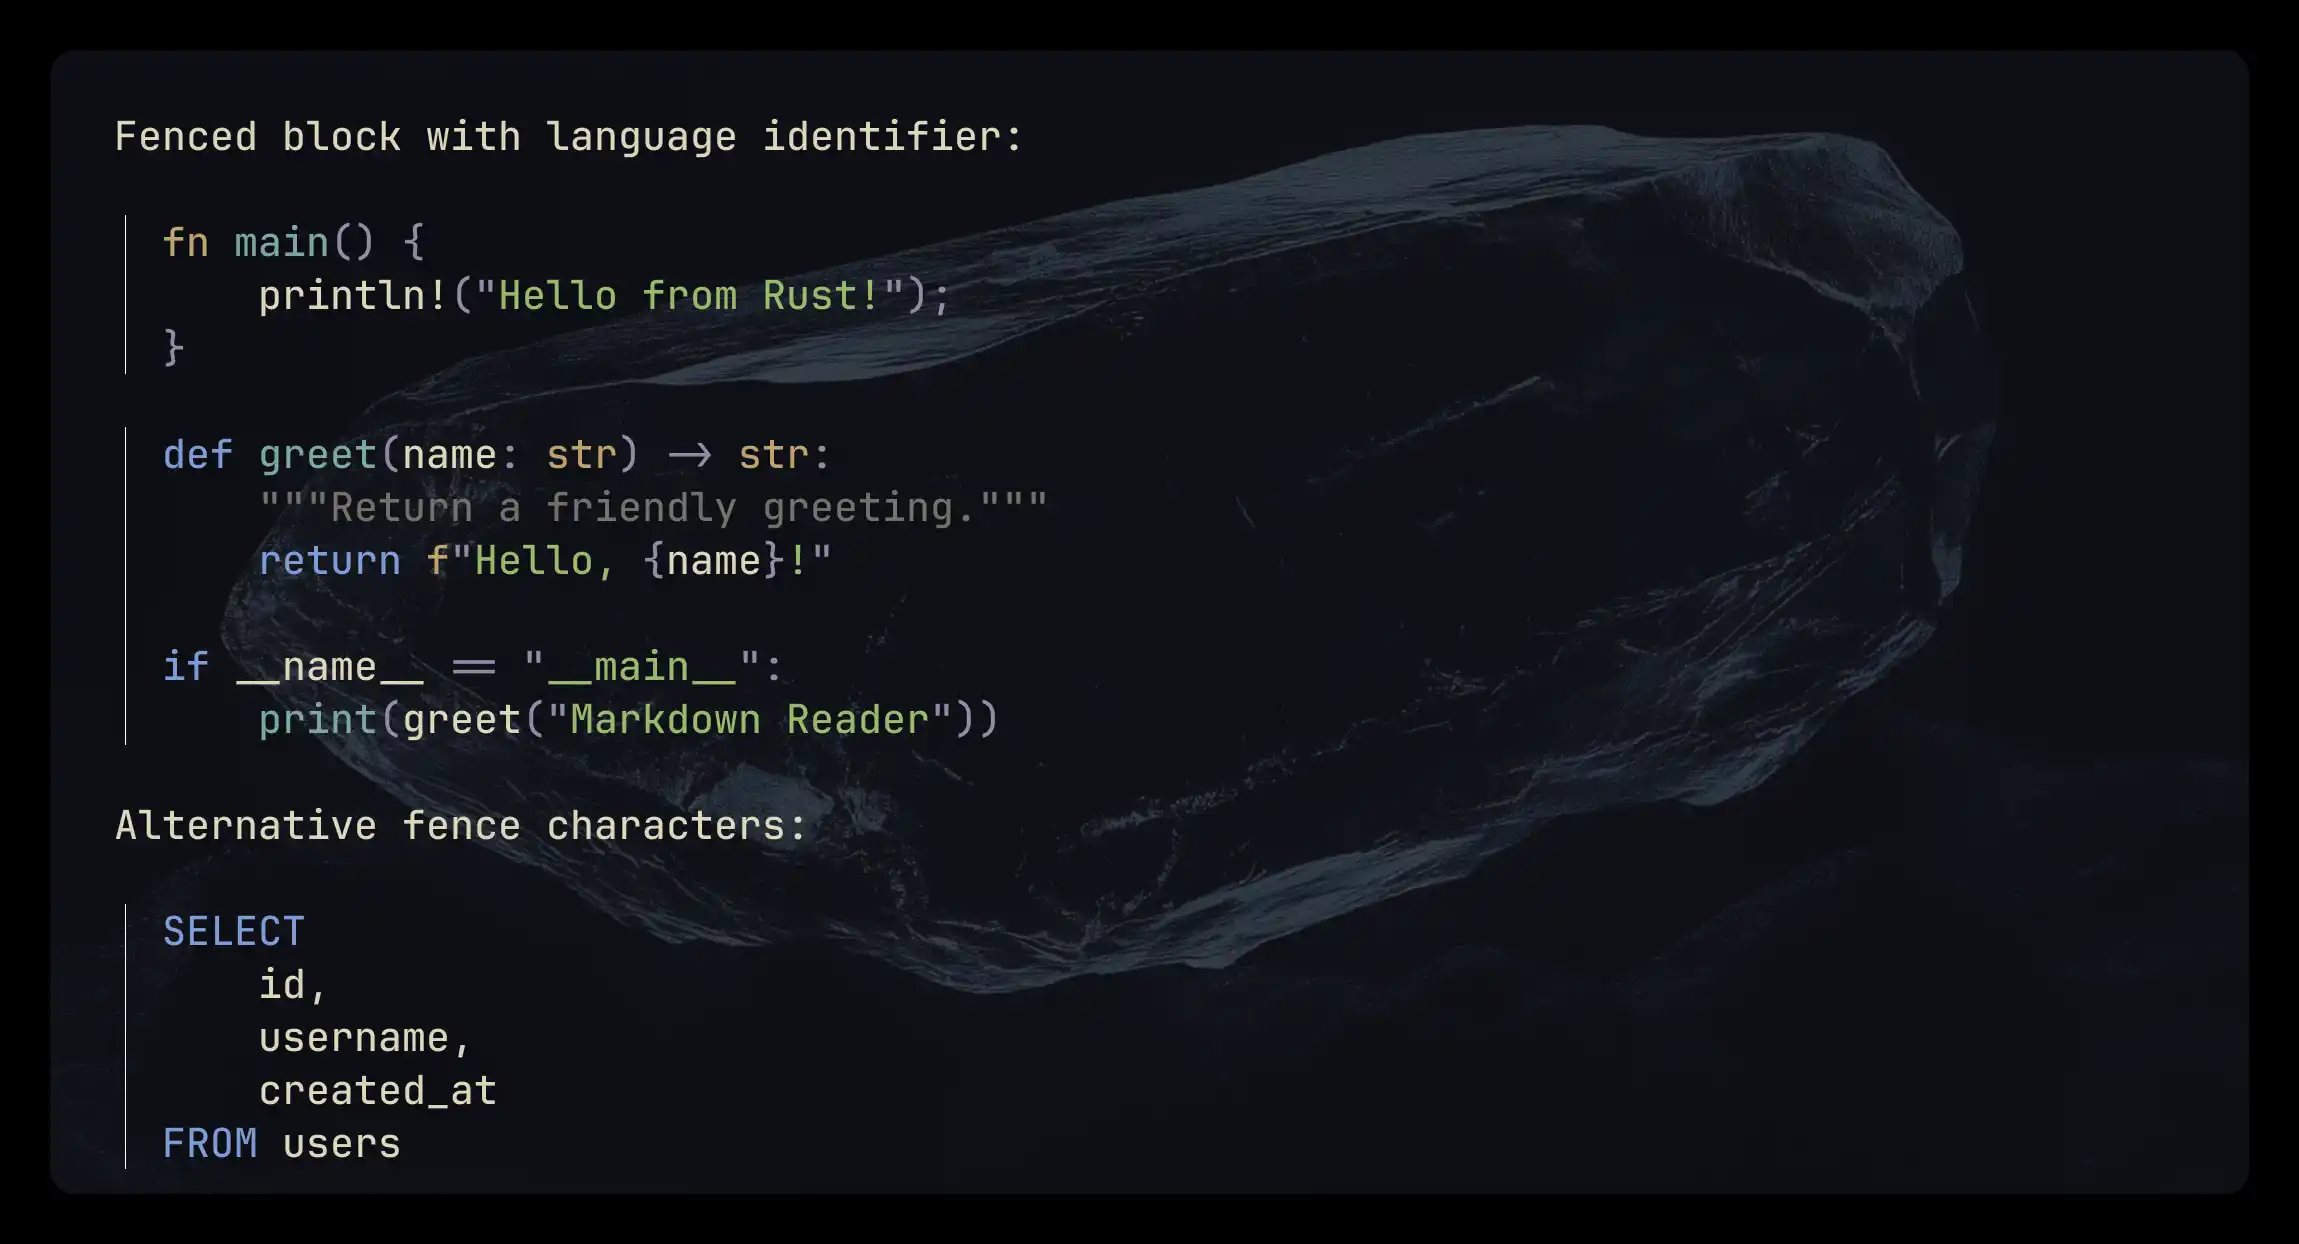 Fenced block with language identifier:
fn main() {
    println!("Hello from Rust!");
}
def greet(name: str) -> str:
    """Return a friendly greeting."""
    return f"Hello, {name}!"
if __name__ == "__main__":
    print(greet("Markdown Reader"))
Alternative fence characters:
SELECT
    id,
    username,
    created_at
FROM users